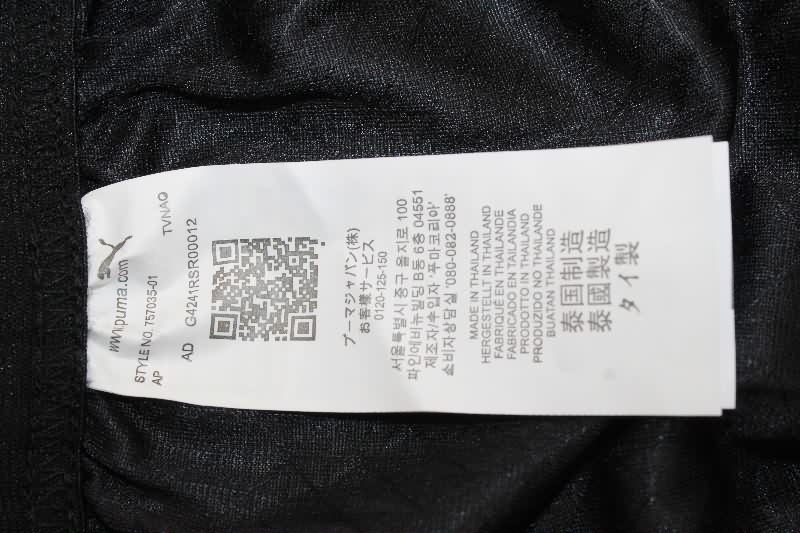 www.puma.com
STYLE NO. 757035-01
AP
TVNAQ
AD
G4241RSR00012
プーマジャパン(株)
お客様サービス
0120-125-150
서울특별시 중구 을지로 100
파인에비뉴빌딩 B동 6층 04551
제조자/수입자 '푸마코리아'
소비자상담실 '080-082-0888'
MADE IN THAILAND
HERGESTELLT IN THAILAND
FABRIQUÉ EN THAÏLANDE
FABRICADO EN TAILANDIA
PRODOTTO IN THAILAND
PRODUZIDO NO THAILANDE
BUATAN THAILAND
泰国制造
泰國製造
タイ製